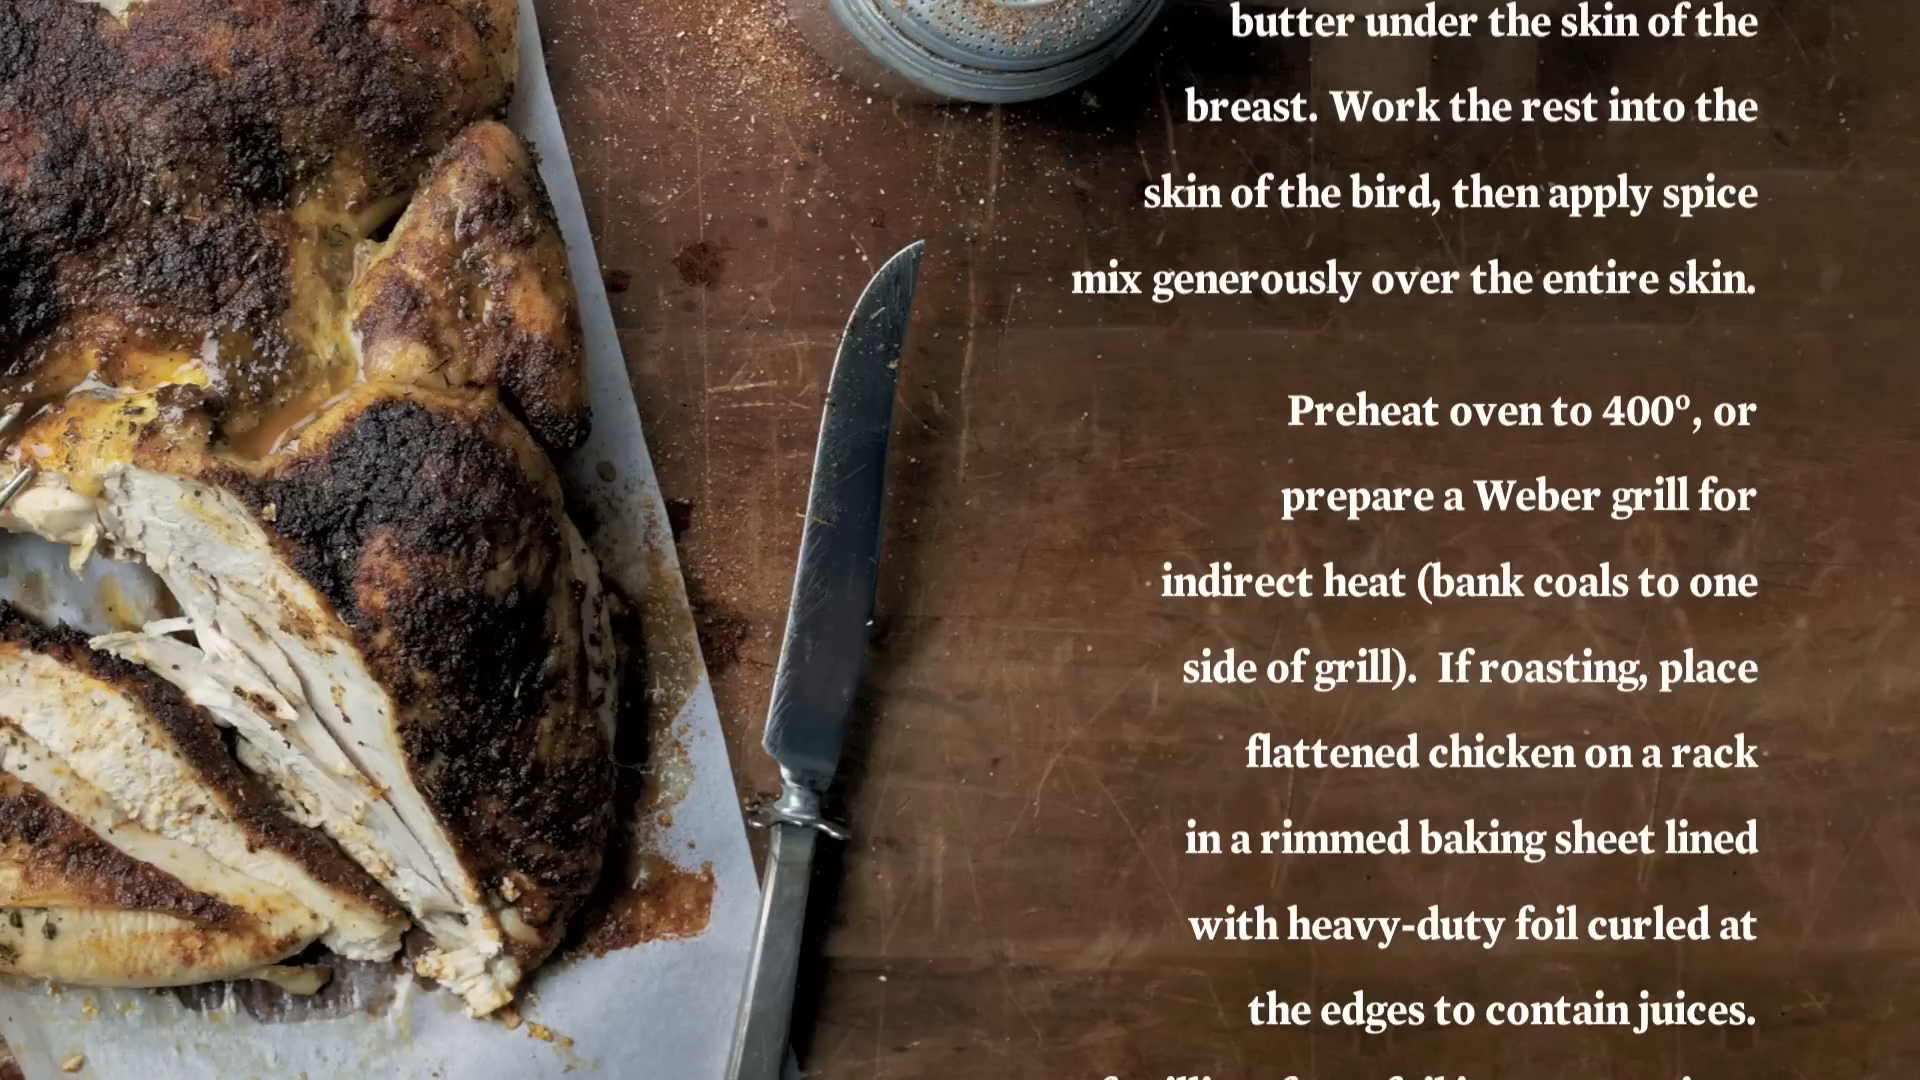 butter under the skin of the
breast. Work the rest into the
skin of the bird, then apply spice
mix generously over the entire skin.
Preheat oven to 400º, or
prepare a Weber grill for
indirect heat (bank coals to one
side of grill).  If roasting, place
flattened chicken on a rack
in a rimmed baking sheet lined
with heavy-duty foil curled at
the edges to contain juices.